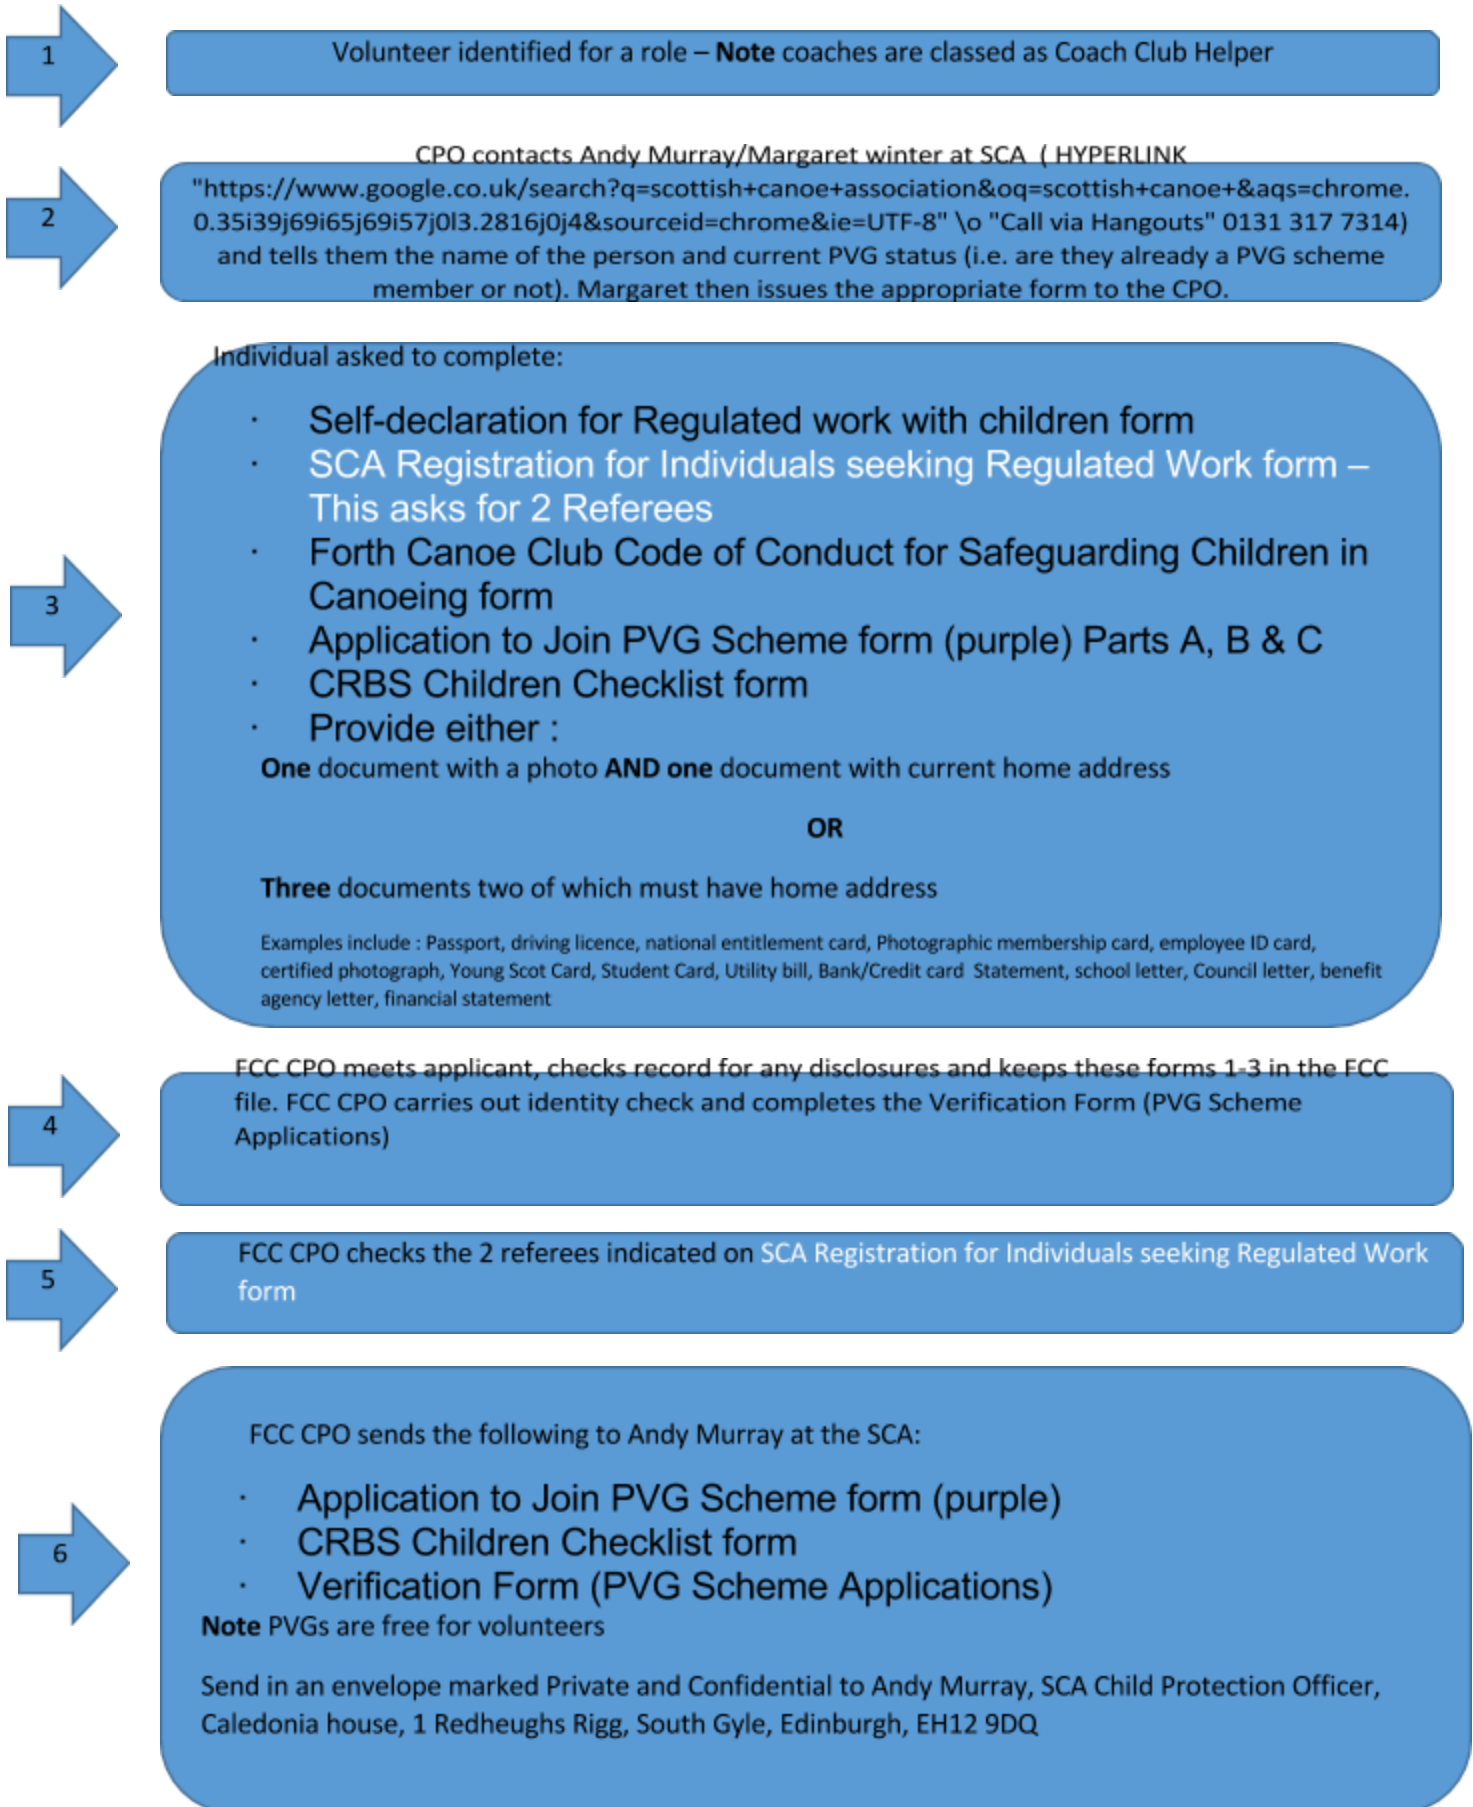 1
Volunteer identified for a role – Note coaches are classed as Coach Club Helper
2
CPO contacts Andy Murray/Margaret winter at SCA ( HYPERLINK
"https://www.google.co.uk/search?q=scottish+canoe+association&oq=scottish+canoe+&aqs=chrome.
0.35i39j69i65j69i57j0l3.2816j0j4&sourceid=chrome&ie=UTF-8" \o "Call via Hangouts" 0131 317 7314)
and tells them the name of the person and current PVG status (i.e. are they already a PVG scheme
member or not). Margaret then issues the appropriate form to the CPO.
3
Individual asked to complete:
· Self-declaration for Regulated work with children form
· SCA Registration for Individuals seeking Regulated Work form –
This asks for 2 Referees
· Forth Canoe Club Code of Conduct for Safeguarding Children in
Canoeing form
· Application to Join PVG Scheme form (purple) Parts A, B & C
· CRBS Children Checklist form
· Provide either :
One document with a photo AND one document with current home address
OR
Three documents two of which must have home address
Examples include : Passport, driving licence, national entitlement card, Photographic membership card, employee ID card,
certified photograph, Young Scot Card, Student Card, Utility bill, Bank/Credit card Statement, school letter, Council letter, benefit
agency letter, financial statement
4
FCC CPO meets applicant, checks record for any disclosures and keeps these forms 1-3 in the FCC
file. FCC CPO carries out identity check and completes the Verification Form (PVG Scheme
Applications)
5
FCC CPO checks the 2 referees indicated on SCA Registration for Individuals seeking Regulated Work
form
6
FCC CPO sends the following to Andy Murray at the SCA:
· Application to Join PVG Scheme form (purple)
· CRBS Children Checklist form
· Verification Form (PVG Scheme Applications)
Note PVGs are free for volunteers
Send in an envelope marked Private and Confidential to Andy Murray, SCA Child Protection Officer,
Caledonia house, 1 Redheughs Rigg, South Gyle, Edinburgh, EH12 9DQ